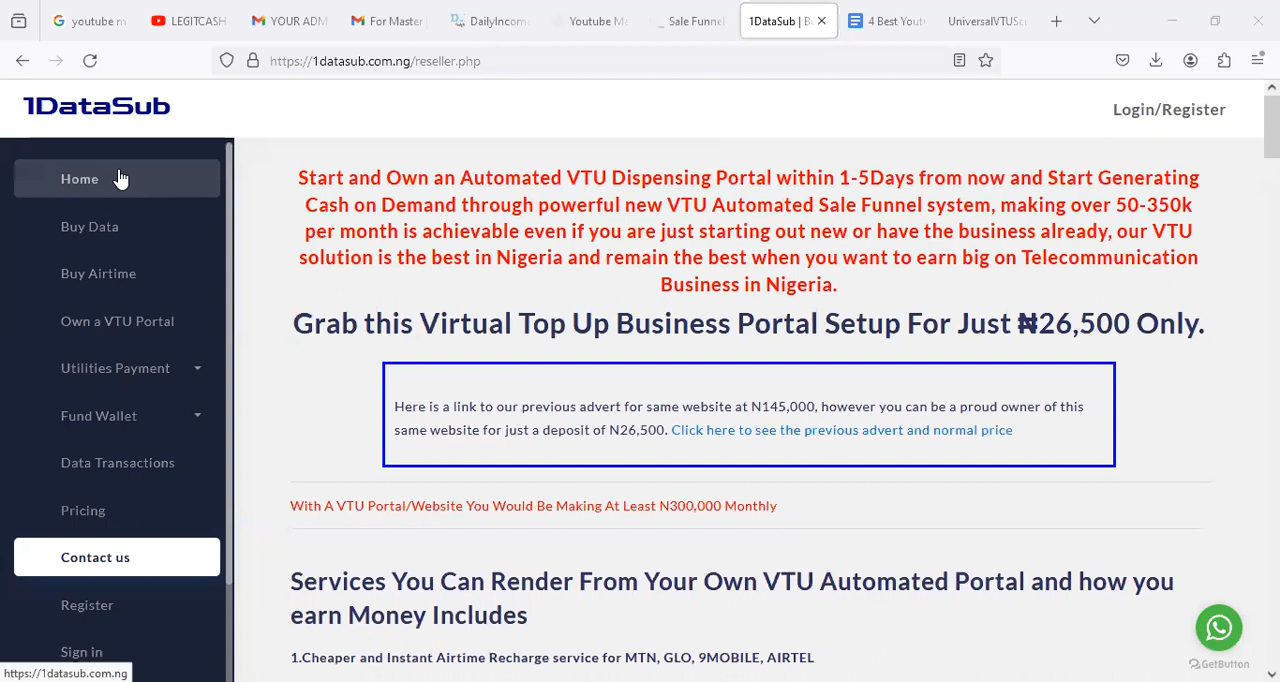 youtube m
LEGITCASH
YOUR ADM
For Master
DailyIncom
Youtube Ma
Sale Funnel
1DataSub | Bu
4 Best Yout
UniversalVTUScr
https://1datasub.com.ng/reseller.php
1DataSub
Login/Register
Home
Buy Data
Buy Airtime
Own a VTU Portal
Utilities Payment
Fund Wallet
Data Transactions
Pricing
Contact us
Register
Sign in
https://1datasub.com.ng
Start and Own an Automated VTU Dispensing Portal within 1-5Days from now and Start Generating
Cash on Demand through powerful new VTU Automated Sale Funnel system, making over 50-350k
per month is achievable even if you are just starting out new or have the business already, our VTU
solution is the best in Nigeria and remain the best when you want to earn big on Telecommunication
Business in Nigeria.
Grab this Virtual Top Up Business Portal Setup For Just ₦26,500 Only.
Here is a link to our previous advert for same website at N145,000, however you can be a proud owner of this
same website for just a deposit of N26,500. Click here to see the previous advert and normal price
With A VTU Portal/Website You Would Be Making At Least N300,000 Monthly
Services You Can Render From Your Own VTU Automated Portal and how you
earn Money Includes
1.Cheaper and Instant Airtime Recharge service for MTN, GLO, 9MOBILE, AIRTEL
GetButton